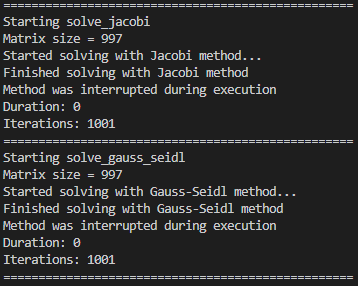 ==================================================
Starting solve_jacobi
Matrix size = 997
Started solving with Jacobi method...
Finished solving with Jacobi method
Method was interrupted during execution
Duration: 0
Iterations: 1001
==================================================
Starting solve_gauss_seidl
Matrix size = 997
Started solving with Gauss-Seidl method...
Finished solving with Gauss-Seidl method
Method was interrupted during execution
Duration: 0
Iterations: 1001
==================================================